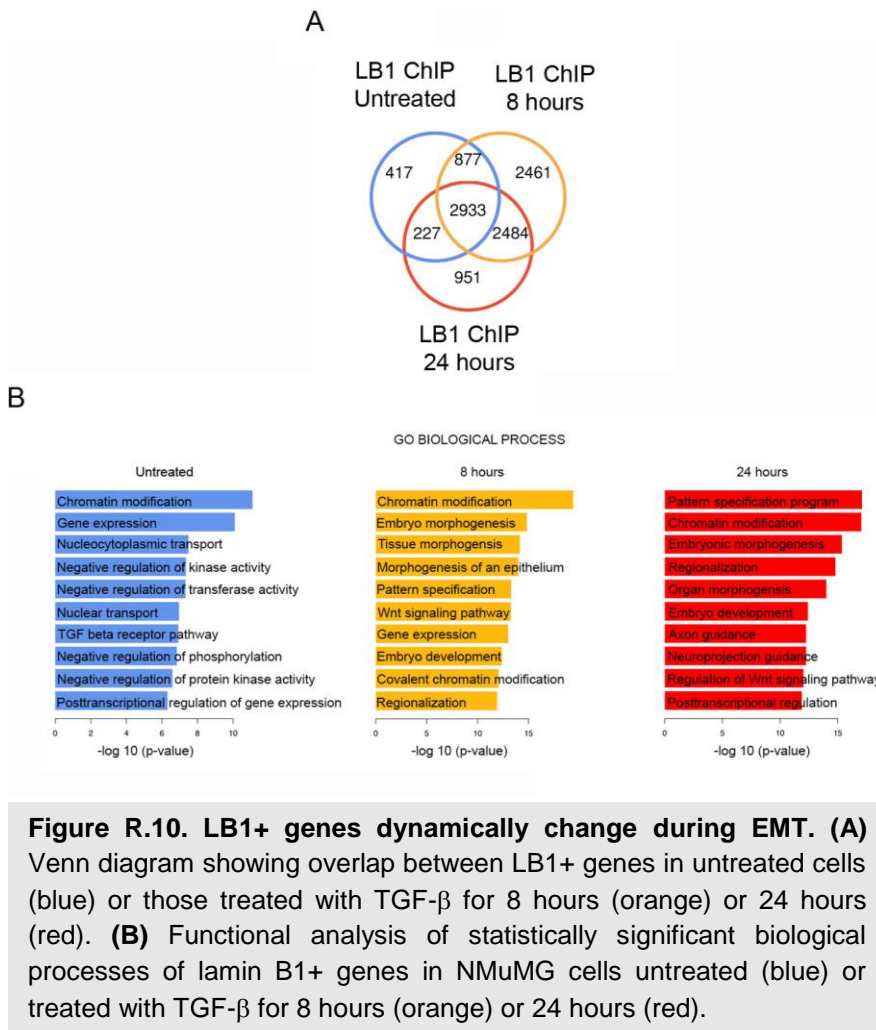 A
LB1 ChIP
Untreated
LB1 ChIP
8 hours
417
877
2461
2933
227
2484
951
LB1 ChIP
24 hours
B
GO BIOLOGICAL PROCESS
Untreated
Chromatin modification
Gene expression
Nucleocytoplasmic transport
Negative regulation of kinase activity
Negative regulation of transferase activity
Nuclear transport
TGF beta receptor pathway
Negative regulation of phosphorylation
Negative regulation of protein kinase activity
Posttranscriptional regulation of gene expression
0 2 4 6 8 10
-log 10 (p-value)
8 hours
Chromatin modification
Embryo morphogenesis
Tissue morphogensis
Morphogenesis of an epithelium
Pattern specification
Wnt signaling pathway
Gene expression
Embryo development
Covalent chromatin modification
Regionalization
0 5 10 15
-log 10 (p-value)
24 hours
Pattern specification program
Chromatin modification
Embryonic morphogenesis
Regionalization
Organ morphogensis
Embryo development
Axon guidance
Neuroprojection guidance
Regulation of Wnt signaling pathway
Posttranscriptional regulation
0 5 10 15
-log 10 (p-value)
Figure R.10. LB1+ genes dynamically change during EMT. (A)
Venn diagram showing overlap between LB1+ genes in untreated cells
(blue) or those treated with TGF-β for 8 hours (orange) or 24 hours
(red). (B) Functional analysis of statistically significant biological
processes of lamin B1+ genes in NMuMG cells untreated (blue) or
treated with TGF-β for 8 hours (orange) or 24 hours (red).